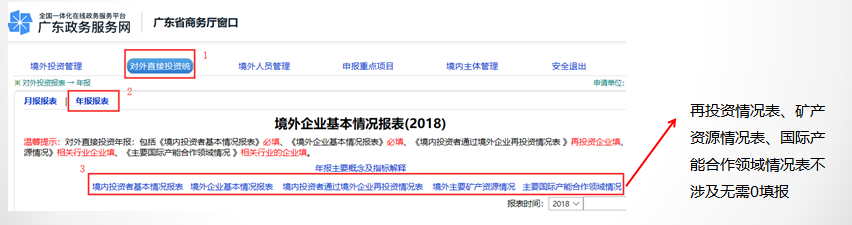 全国一体化在线政务服务平台
广东政务服务网
广东省商务厅窗口
1
境外投资管理 对外直接投资统 境外人员管理 申报重点项目 境内主体管理 安全退出
※ 对外投资报表 → 年报 申请单位:
2
月报报表 | 年报报表
境外企业基本情况报表(2018)
温馨提示：对外直接投资年报：包括《境内投资者基本情况报表》必填、《境外企业基本情况报表》必填、《境内投资者通过境外企业再投资情况表 》再投资企业填、
源情况》相关行业企业填、《主要国际产能合作领域情况 》相关行业的企业填。
年报主要概念及指标解释
3
境内投资者基本情况报表 境外企业基本情况报表 境内投资者通过境外企业再投资情况表 境外主要矿产资源情况 主要国际产能合作领域情况
报表时间： 2018
再投资情况表、矿产
资源情况表、国际产
能合作领域情况表不
涉及无需0填报